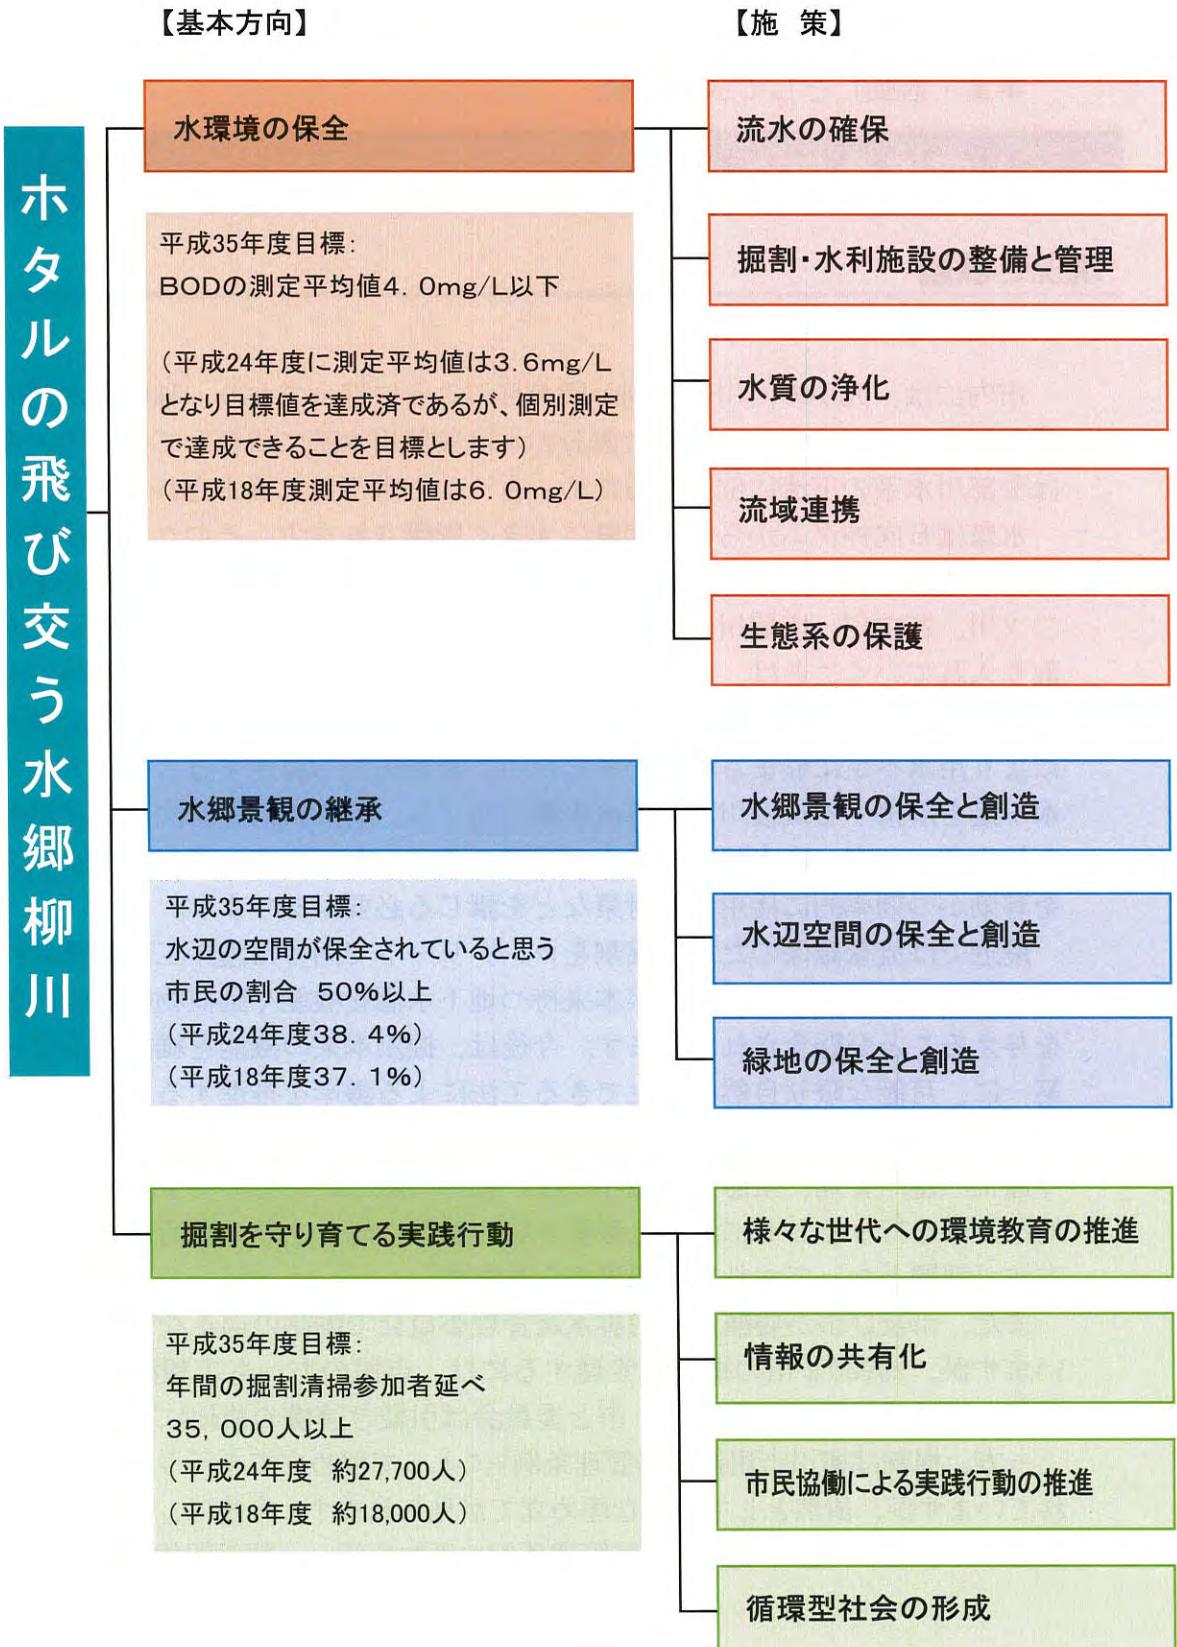 【基本方向】
【施　策】
ホタルの飛び交う水郷柳川
水環境の保全
平成35年度目標：
ＢＯＤの測定平均値４．０mg/L以下
（平成24年度に測定平均値は３．６mg/L
となり目標値を達成済であるが、個別測定
で達成できることを目標とします）
（平成18年度測定平均値は６．０mg/L）
流水の確保
掘割・水利施設の整備と管理
水質の浄化
流域連携
生態系の保護
水郷景観の継承
平成35年度目標：
水辺の空間が保全されていると思う
市民の割合　５０％以上
（平成24年度３８．４％）
（平成18年度３７．１％）
水郷景観の保全と創造
水辺空間の保全と創造
緑地の保全と創造
掘割を守り育てる実践行動
平成35年度目標：
年間の掘割清掃参加者延べ
３５，０００人以上
（平成24年度　約27,700人）
（平成18年度　約18,000人）
様々な世代への環境教育の推進
情報の共有化
市民協働による実践行動の推進
循環型社会の形成